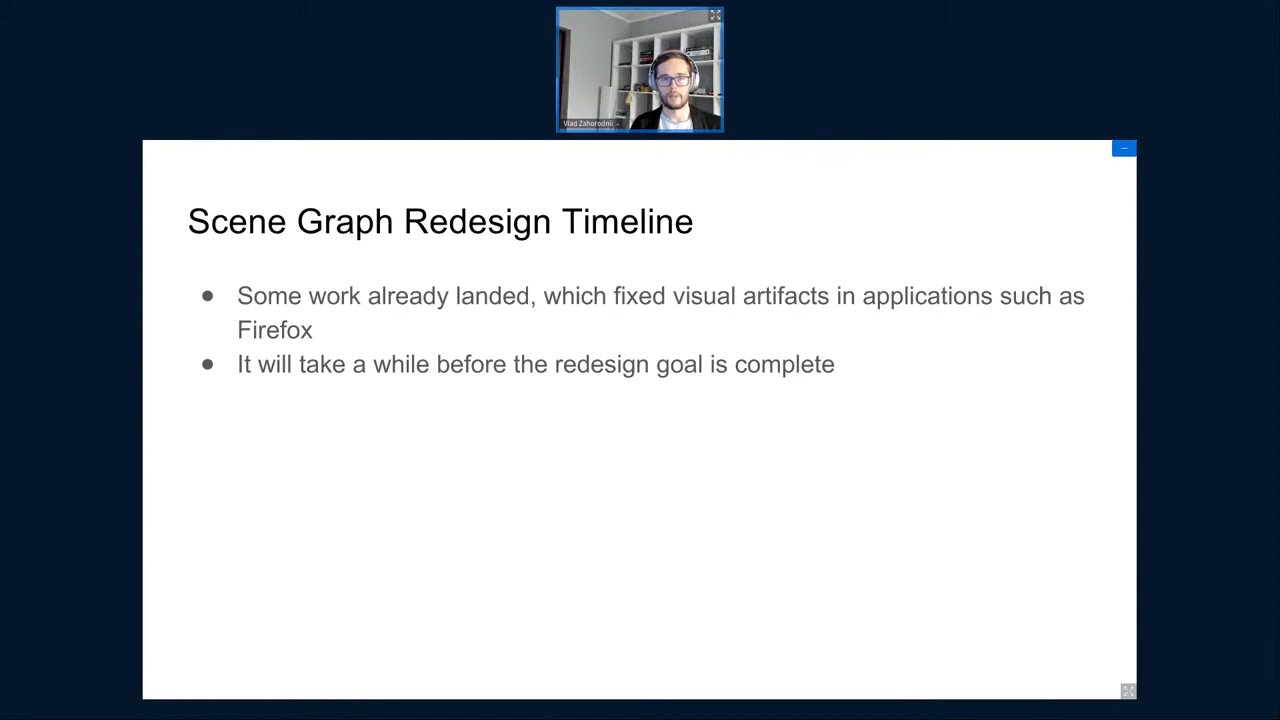 Vlad Zahorodnii
Scene Graph Redesign Timeline
● Some work already landed, which fixed visual artifacts in applications such as
Firefox
● It will take a while before the redesign goal is complete